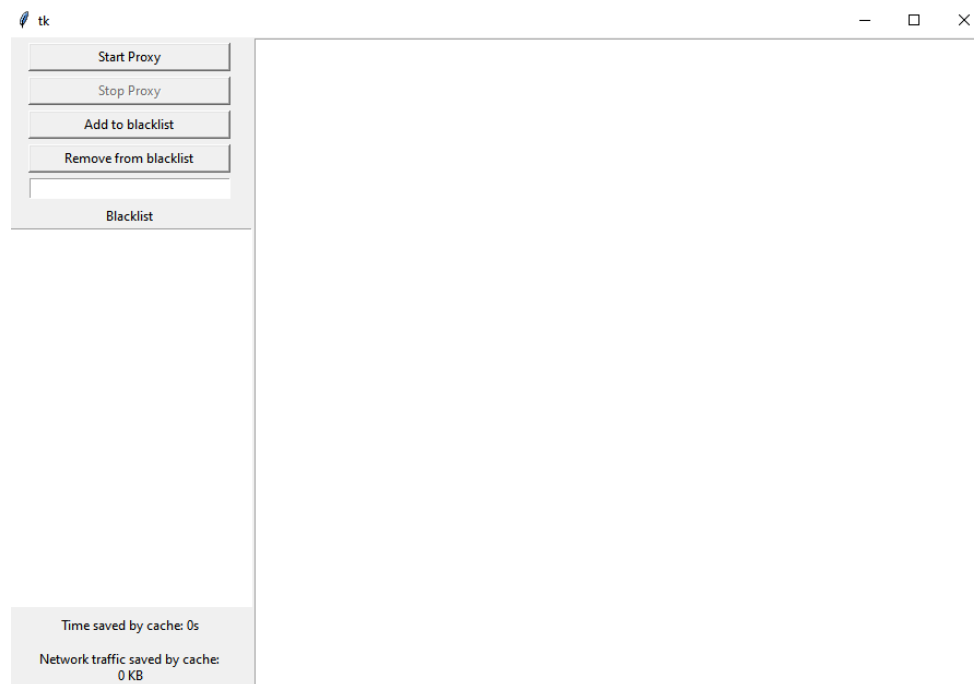 tk
Start Proxy
Stop Proxy
Add to blacklist
Remove from blacklist
Blacklist
Time saved by cache: 0s
Network traffic saved by cache:
0 KB